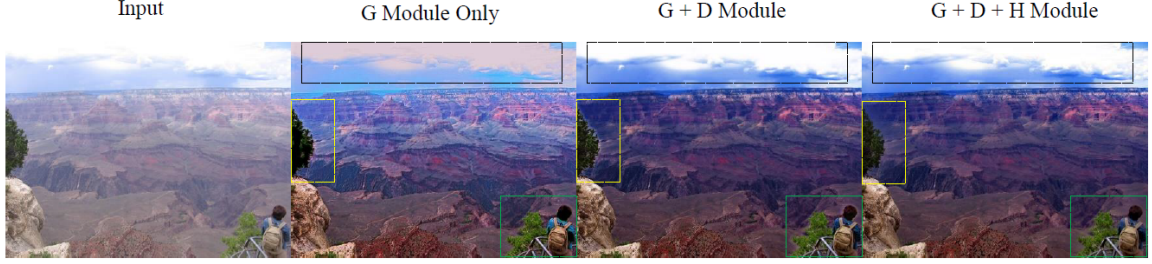 Input
G Module Only
G + D Module
G + D + H Module